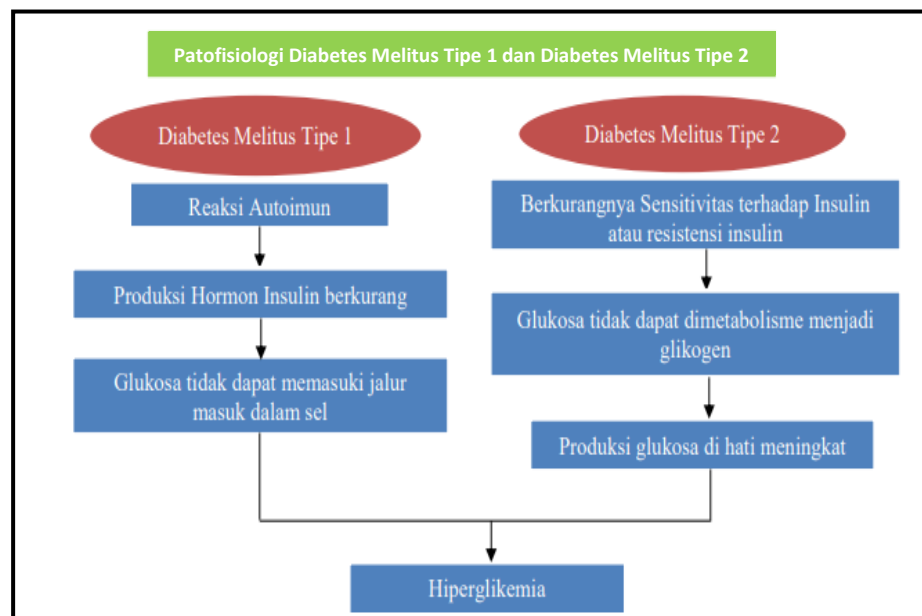 Patofisiologi Diabetes Melitus Tipe 1 dan Diabetes Melitus Tipe 2
Diabetes Melitus Tipe 1
Reaksi Autoimun
Produksi Hormon Insulin berkurang
Glukosa tidak dapat memasuki jalur
masuk dalam sel
Diabetes Melitus Tipe 2
Berkurangnya Sensitivitas terhadap Insulin
atau resistensi insulin
Glukosa tidak dapat dimetabolisme menjadi
glikogen
Produksi glukosa di hati meningkat
Hiperglikemia